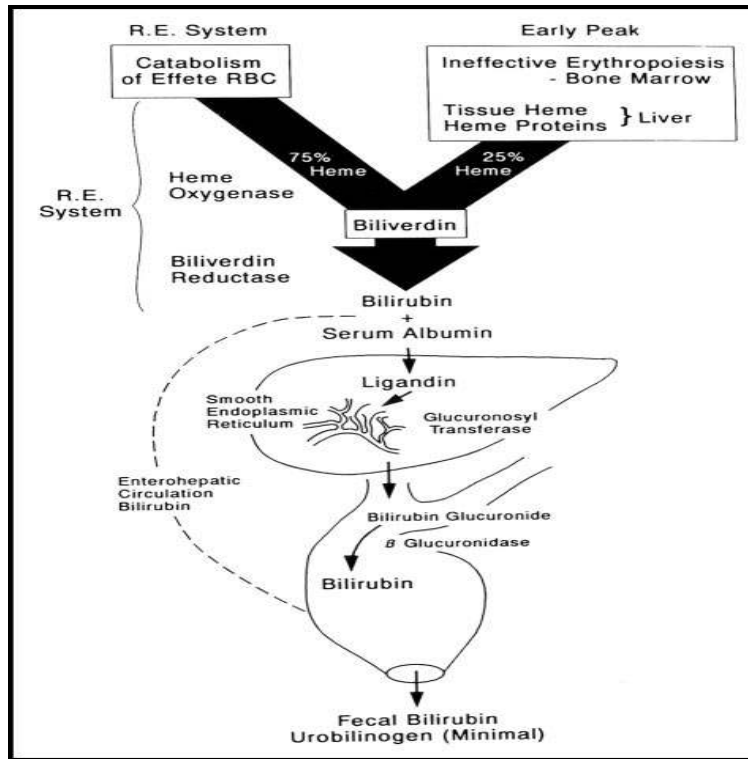 R.E. System
Early Peak
Catabolism
of Effete RBC
Ineffective Erythropoiesis
- Bone Marrow
Tissue Heme
Heme Proteins } Liver
75%
Heme
25%
Heme
R.E.
System
Heme
Oxygenase
Biliverdin
Biliverdin
Reductase
Bilirubin
+
Serum Albumin
Ligandin
Smooth
Endoplasmic
Reticulum
Glucuronosyl
Transferase
Enterohepatic
Circulation
Bilirubin
Bilirubin Glucuronide
β Glucuronidase
Bilirubin
Fecal Bilirubin
Urobilinogen (Minimal)